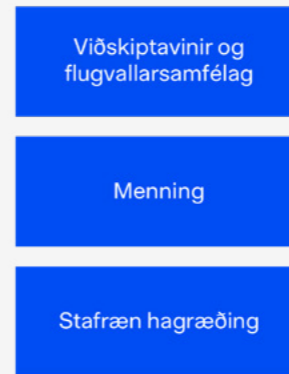 Viðskiptavinir og
flugvallarsamfélag
Menning
Stafræn hagræðing